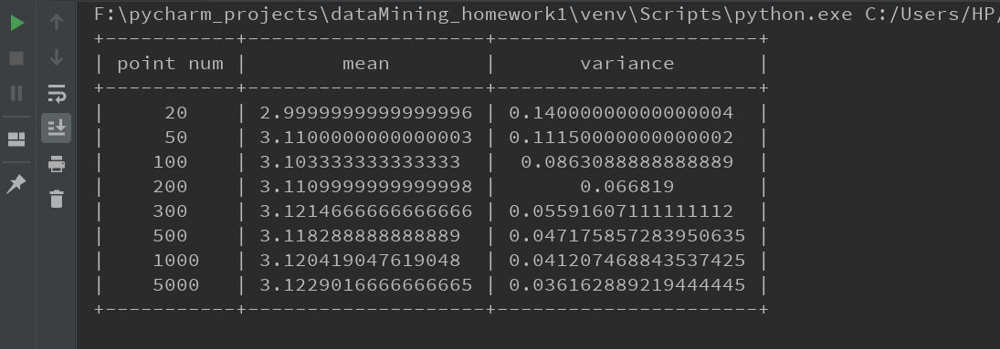 F:\pycharm_projects\dataMining_homework1\venv\Scripts\python.exe C:/Users/HP/
+-----------+--------------------+----------------------+
| point num |        mean        |       variance       |
+-----------+--------------------+----------------------+
|     20    | 2.9999999999999996 | 0.14000000000000004  |
|     50    | 3.11000000000000​03 | 0.11150000000000002  |
|    100    | 3.103333333333333  |  0.0863088888888889  |
|    200    | 3.1109999999999998 |       0.066819       |
|    300    | 3.1214666666666666 | 0.05591607111111112  |
|    500    | 3.118288888888889  | 0.047175857283950635 |
|    1000   | 3.120419047619048  | 0.041207468843537425 |
|    5000   | 3.1229016666666665 | 0.036162889219444445 |
+-----------+--------------------+----------------------+